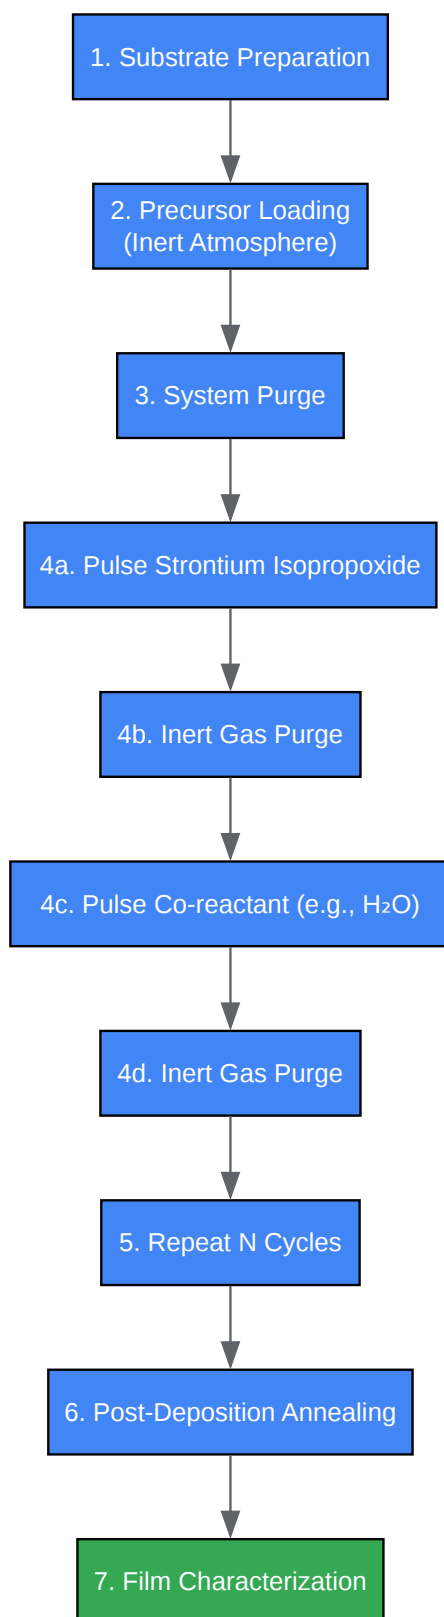 1. Substrate Preparation
2. Precursor Loading
(Inert Atmosphere)
3. System Purge
4a. Pulse Strontium Isopropoxide
4b. Inert Gas Purge
4c. Pulse Co-reactant (e.g., H₂O)
4d. Inert Gas Purge
5. Repeat N Cycles
6. Post-Deposition Annealing
7. Film Characterization